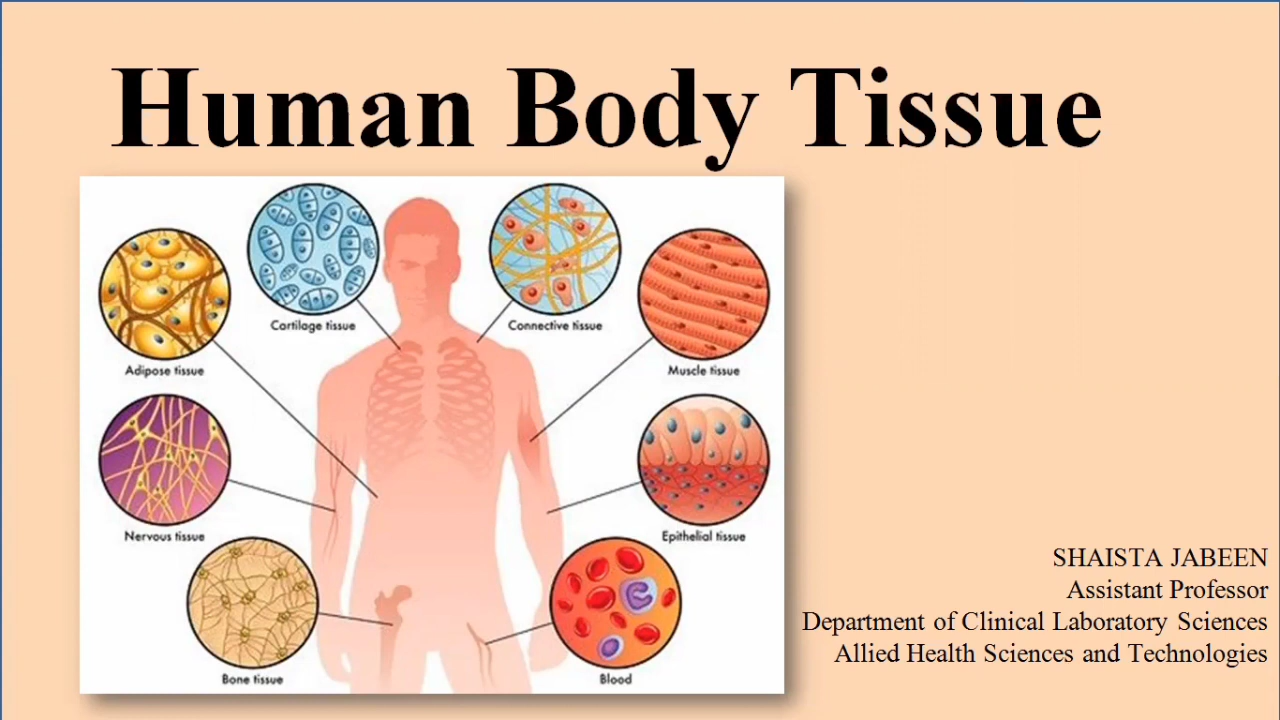 Human Body Tissue
Cartilage tissue
Connective tissue
Adipose tissue
Muscle tissue
Nervous tissue
Epithelial tissue
Bone tissue
Blood
SHAISTA JABEEN
Assistant Professor
Department of Clinical Laboratory Sciences
Allied Health Sciences and Technologies